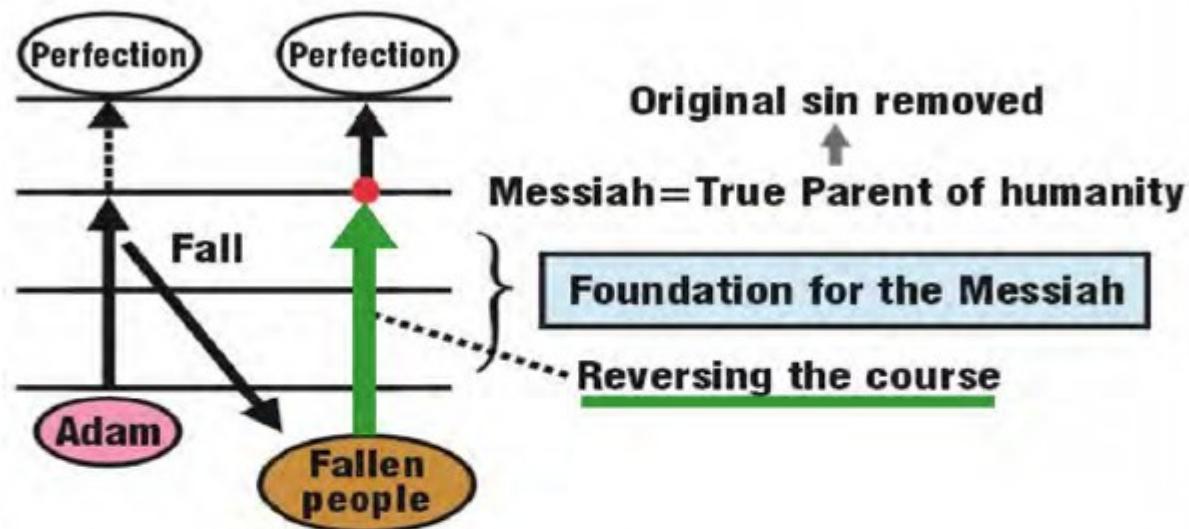 Perfection
Perfection
Original sin removed
Messiah=True Parent of humanity
Fall
Foundation for the Messiah
Reversing the course
Adam
Fallen
people